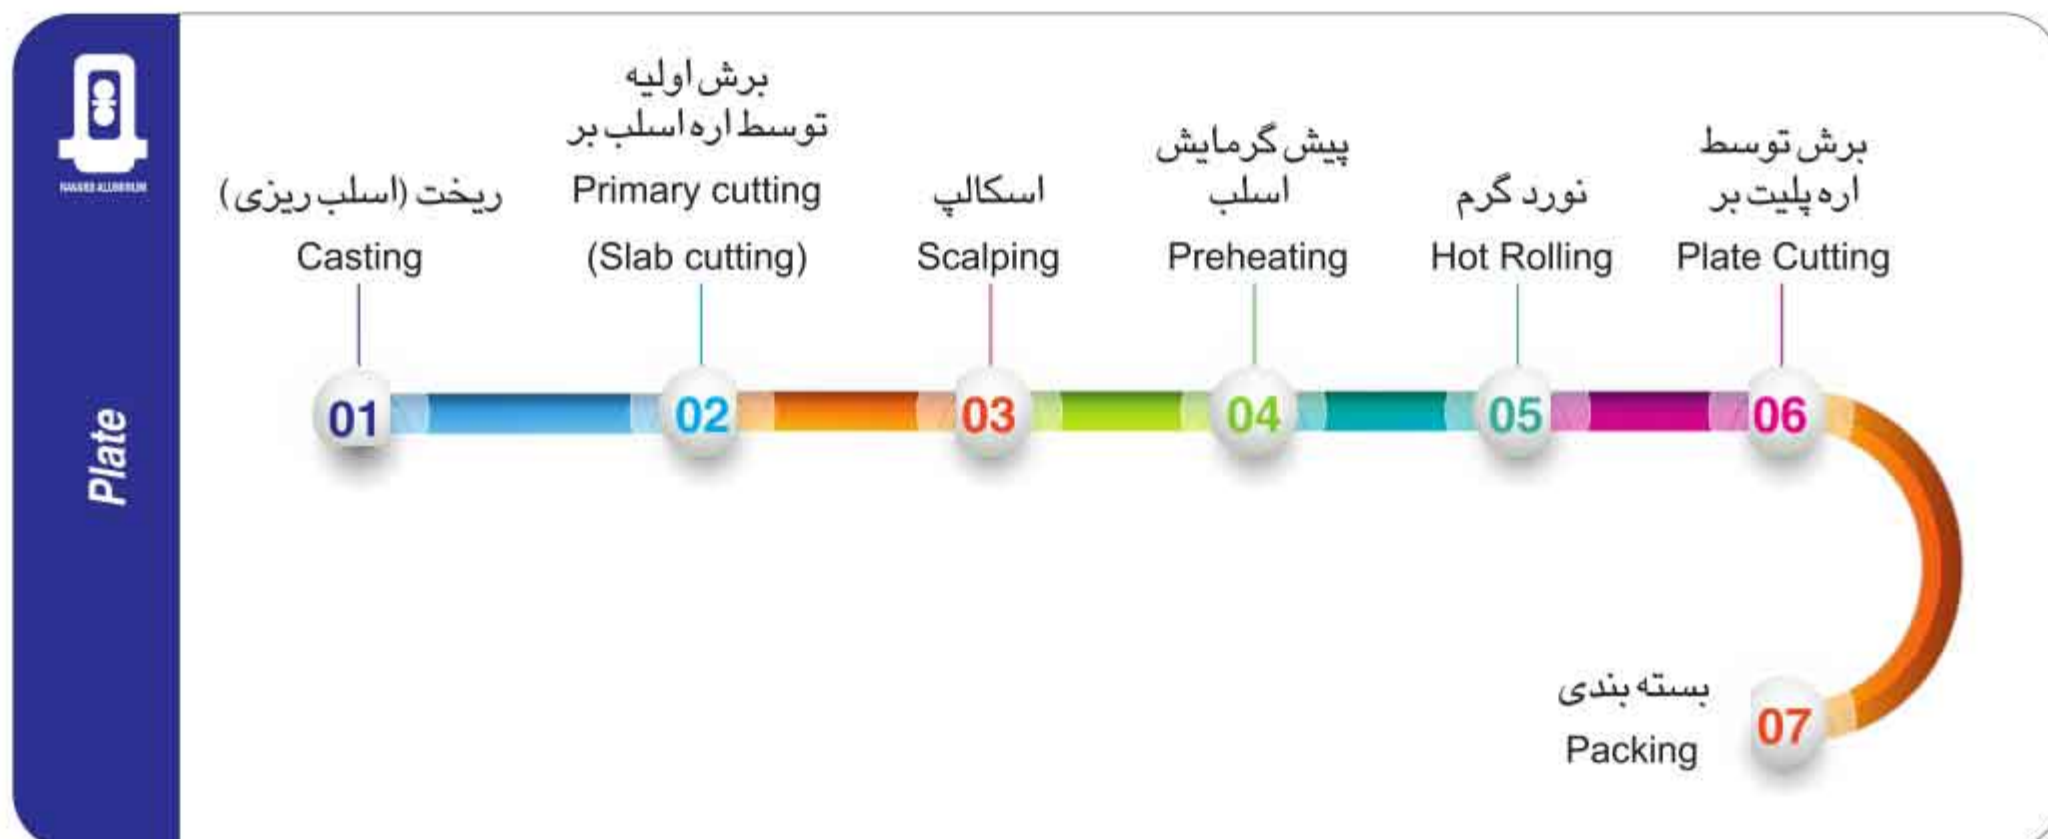 Plate
ریخت (اسلب ریزی)
Casting
01
برش اولیه
توسط اره اسلب بر
Primary cutting
(Slab cutting)
02
اسکالپ
Scalping
03
پیش گرمایش
اسلب
Preheating
04
نورد گرم
Hot Rolling
05
برش توسط
اره پلیت بر
Plate Cutting
06
بسته بندی
Packing
07